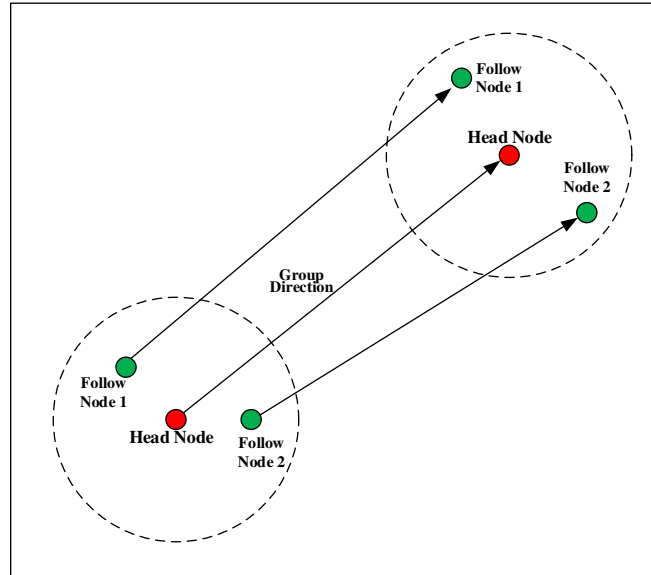 Follow
Node 1
Head Node
Follow
Node 2
Group
Direction
Follow
Node 1
Head Node
Follow
Node 2